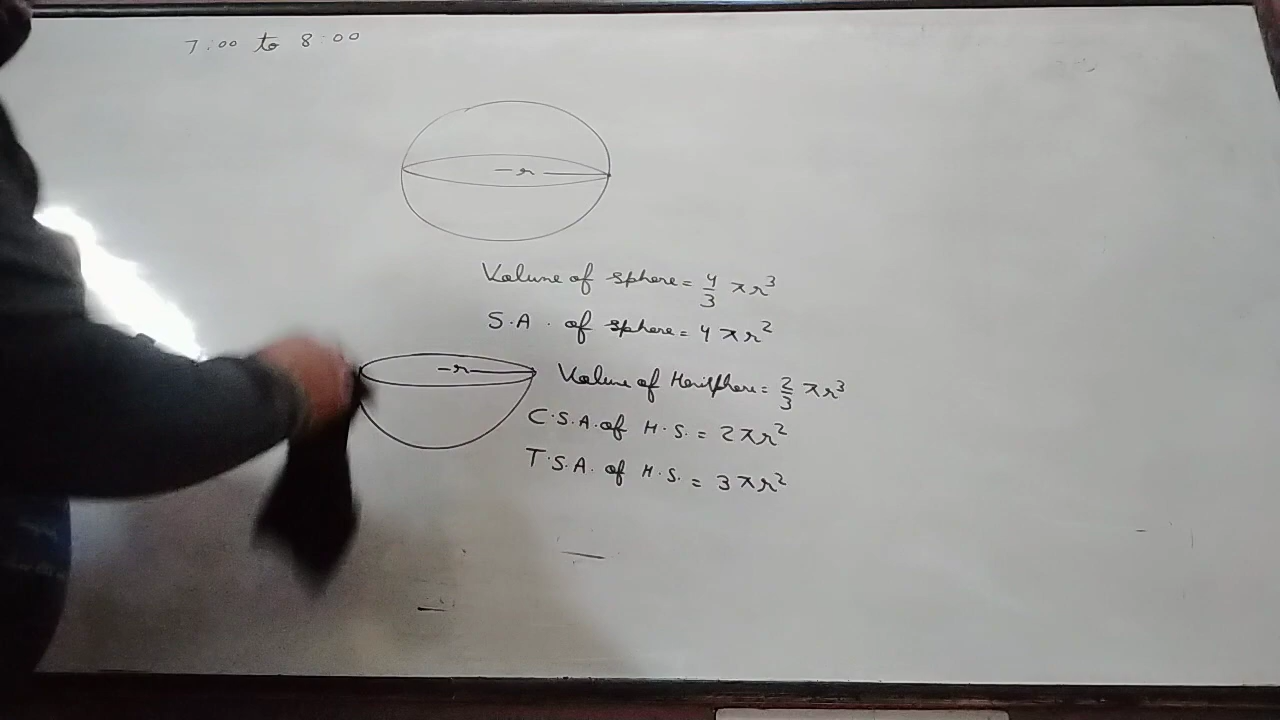 7:00 to 8:00
r
Volume of sphere = 4/3 πr³
S.A. of sphere = 4πr²
r
Volume of Hemisphere = 2/3 πr³
C.S.A. of H.S. = 2πr²
T.S.A. of H.S. = 3πr²